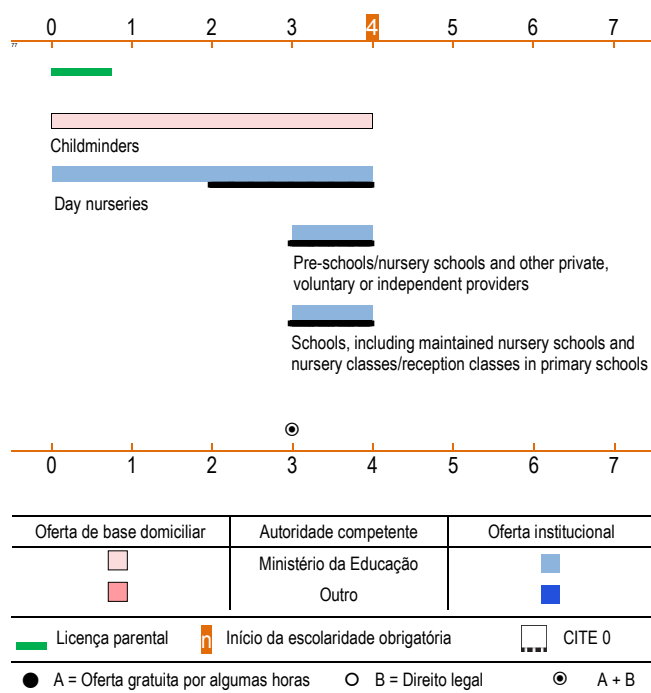 0 1 2 3 4 5 6 7
77
Childminders
Day nurseries
Pre-schools/nursery schools and other private,
voluntary or independent providers
Schools, including maintained nursery schools and
nursery classes/reception classes in primary schools
0 1 2 3 4 5 6 7
Oferta de base domiciliar Autoridade competente Oferta institucional
Ministério da Educação
Outro
Licença parental n Início da escolaridade obrigatória CITE 0
A = Oferta gratuita por algumas horas B = Direito legal A + B